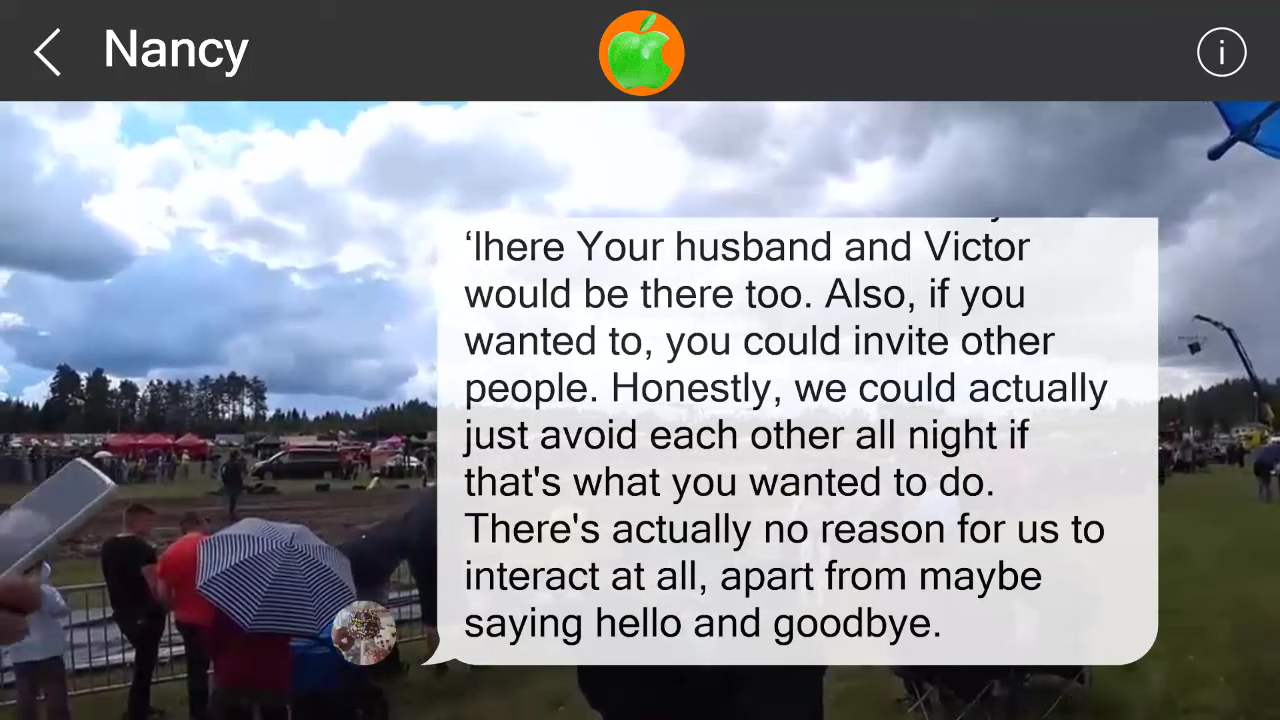 Nancy
i
‘lhere Your husband and Victor
would be there too. Also, if you
wanted to, you could invite other
people. Honestly, we could actually
just avoid each other all night if
that's what you wanted to do.
There's actually no reason for us to
interact at all, apart from maybe
saying hello and goodbye.